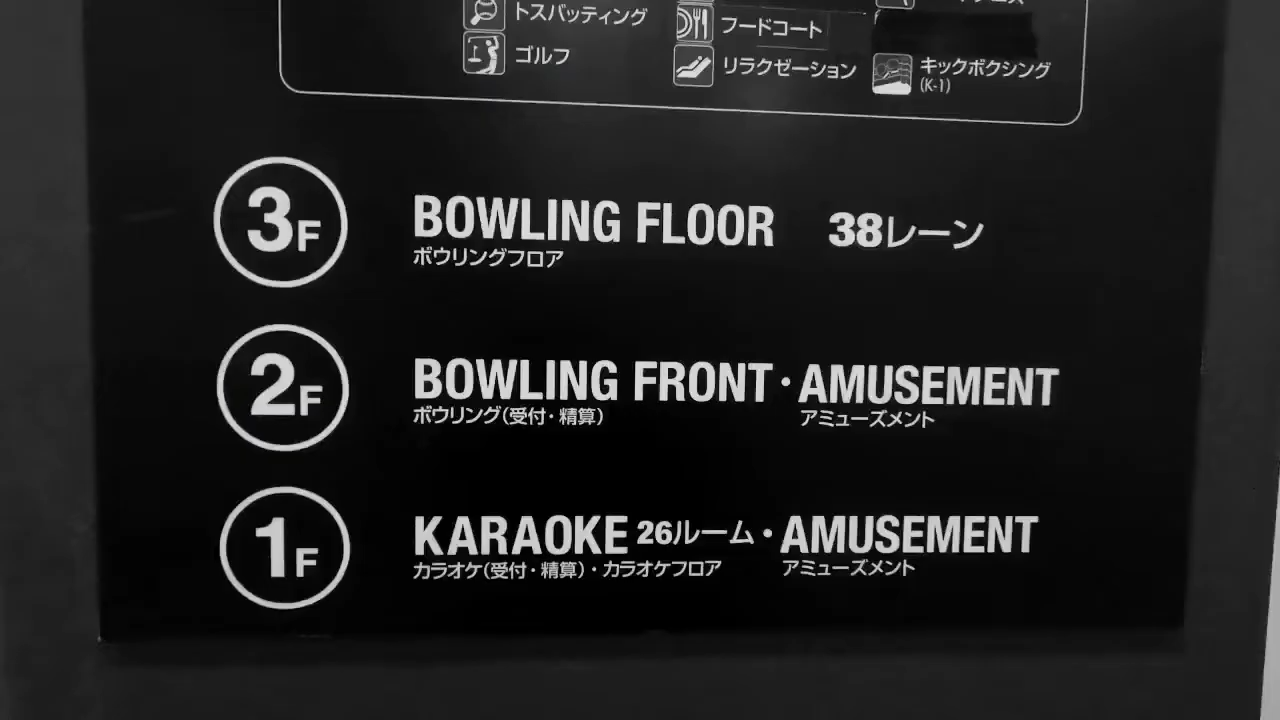 トスバッティング フードコート
ゴルフ リラクゼーション キックボクシング
(K-1)
3F BOWLING FLOOR 38レーン
ボウリングフロア
2F BOWLING FRONT・AMUSEMENT
ボウリング(受付・精算) アミューズメント
1F KARAOKE 26ルーム・AMUSEMENT
カラオケ(受付・精算)・カラオケフロア アミューズメント